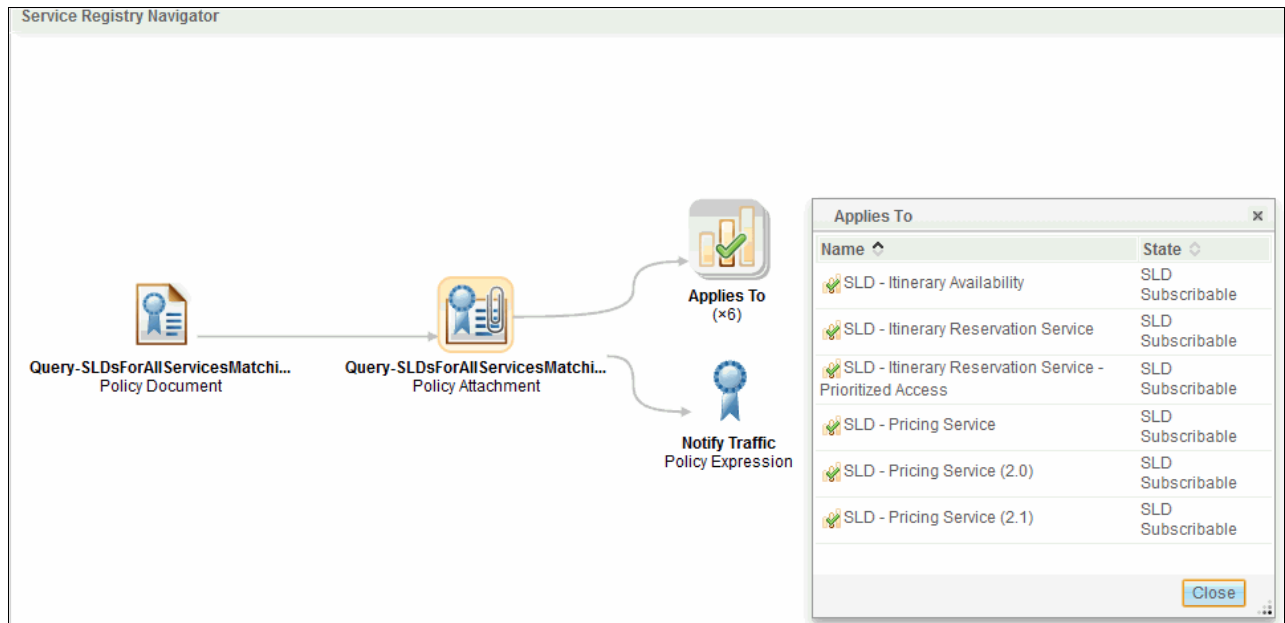 Service Registry Navigator
Query-SLDsForAllServicesMatchi...
Policy Document
Query-SLDsForAllServicesMatchi...
Policy Attachment
Applies To
(×6)
Notify Traffic
Policy Expression
Applies To
×
Name State
SLD - Itinerary Availability
SLD
Subscribable
SLD - Itinerary Reservation Service
SLD
Subscribable
SLD - Itinerary Reservation Service -
Prioritized Access
SLD
Subscribable
SLD - Pricing Service
SLD
Subscribable
SLD - Pricing Service (2.0)
SLD
Subscribable
SLD - Pricing Service (2.1)
SLD
Subscribable
Close